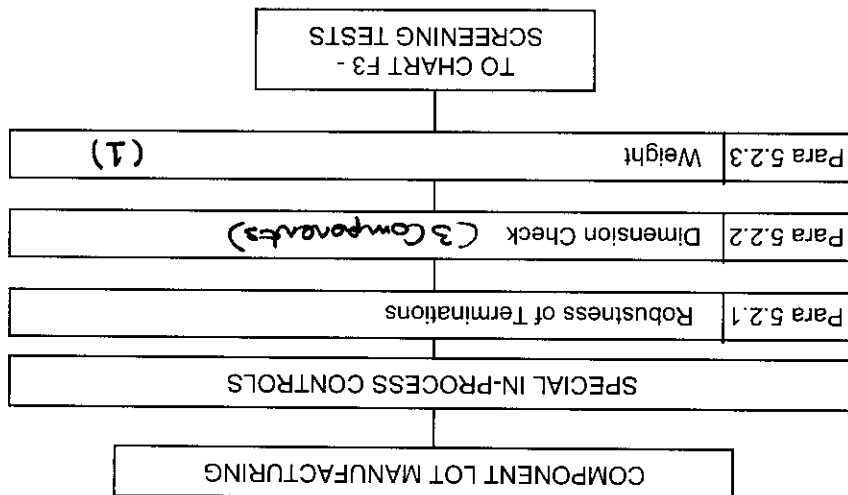 COMPONENT LOT MANUFACTURING
SPECIAL IN-PROCESS CONTROLS
Para 5.2.1 Robustness of Terminations
Para 5.2.2 Dimension Check (3 Components)
Para 5.2.3 Weight (1)
TO CHART F3 -
SCREENING TESTS